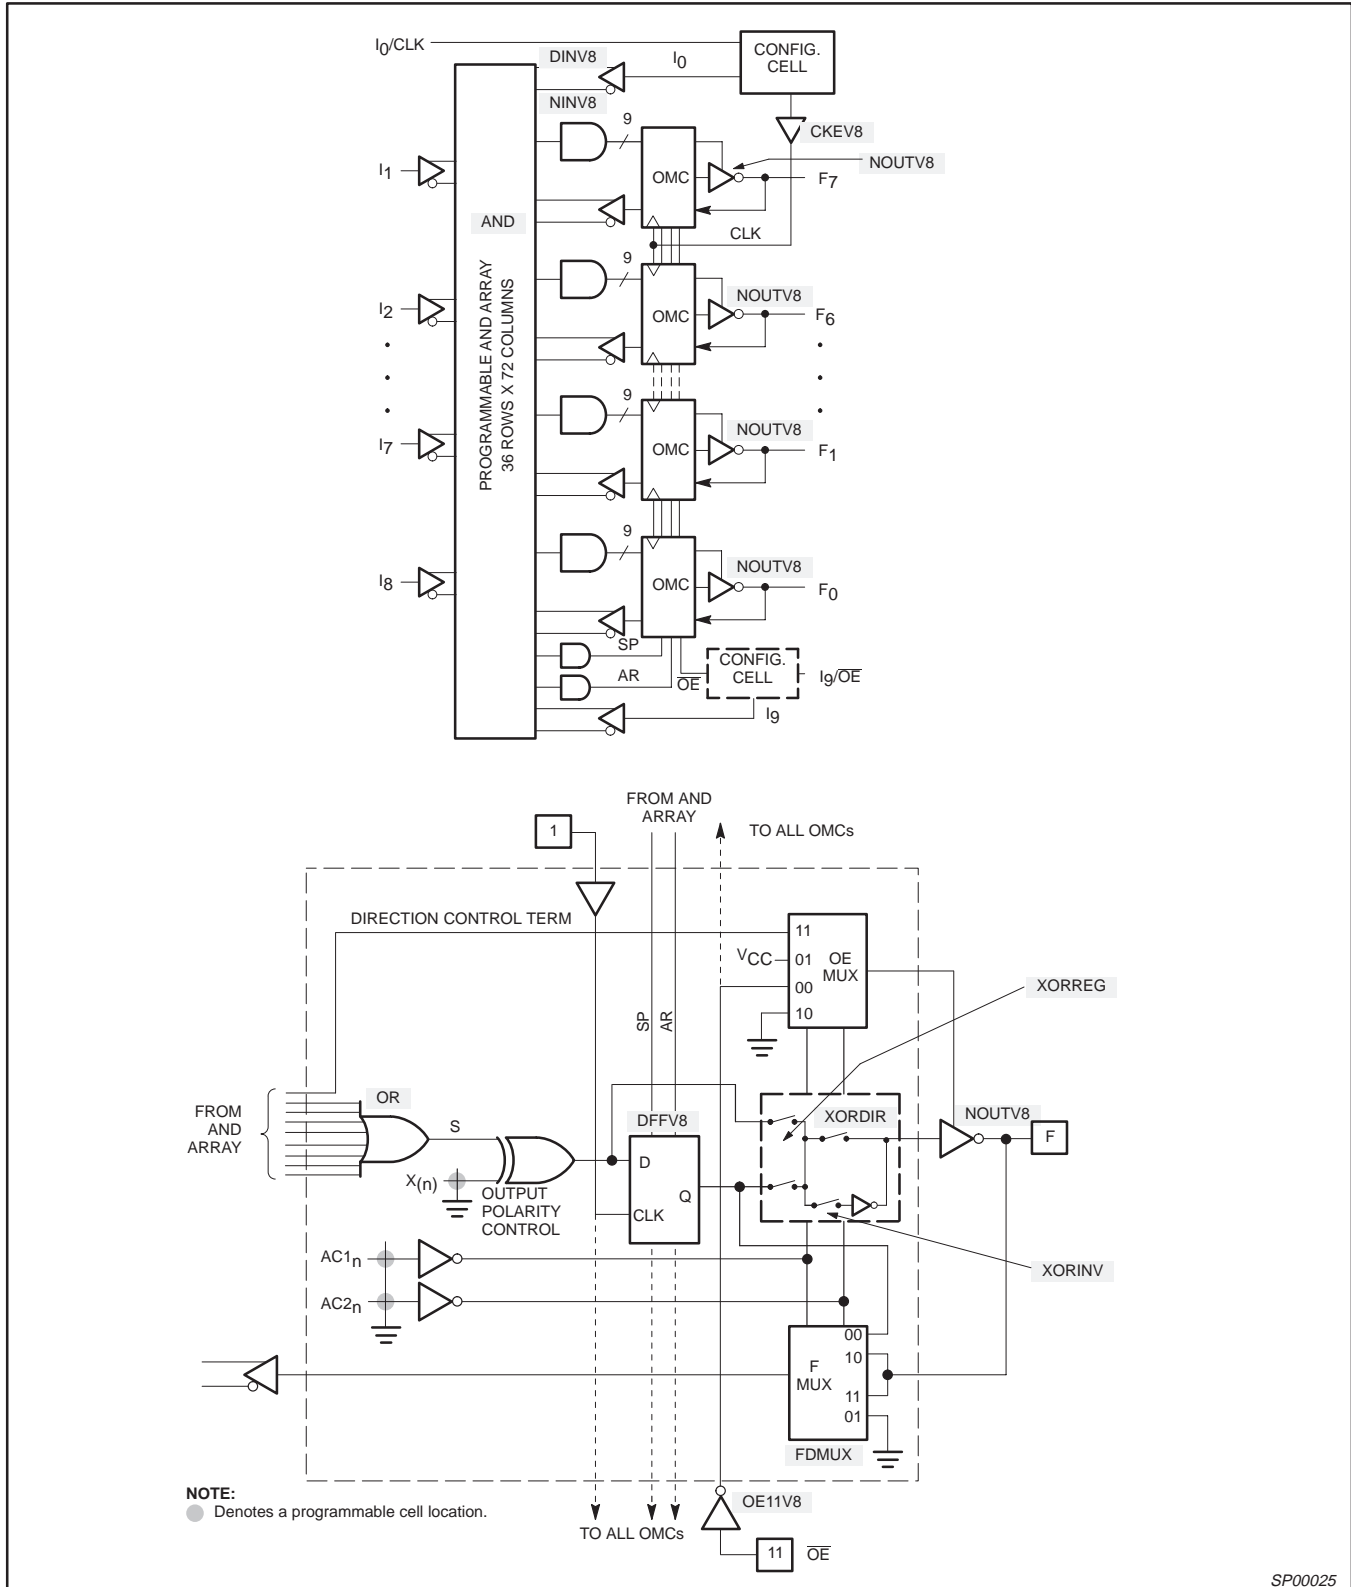 I0/CLK
DINV8
I0
CONFIG.
CELL
NINV8
CKEV8
9
NOUTV8
I1
OMC
F7
AND
CLK
PROGRAMMABLE AND ARRAY
36 ROWS X 72 COLUMNS
9
NOUTV8
I2
OMC
F6
9
NOUTV8
I7
OMC
F1
9
NOUTV8
I8
OMC
F0
SP
AR
OE
CONFIG.
CELL
I9/OE
I9
FROM AND
ARRAY
1
TO ALL OMCs
DIRECTION CONTROL TERM
11
VCC
01
OE
MUX
00
10
XORREG
SP
AR
OR
FROM
AND
ARRAY
S
X(n)
OUTPUT
POLARITY
CONTROL
DFFV8
D
Q
CLK
XORDIR
NOUTV8
F
AC1n
XORINV
AC2n
00
10
F
MUX
11
01
FDMUX
NOTE:
Denotes a programmable cell location.
OE11V8
TO ALL OMCs
11
OE
SP00025